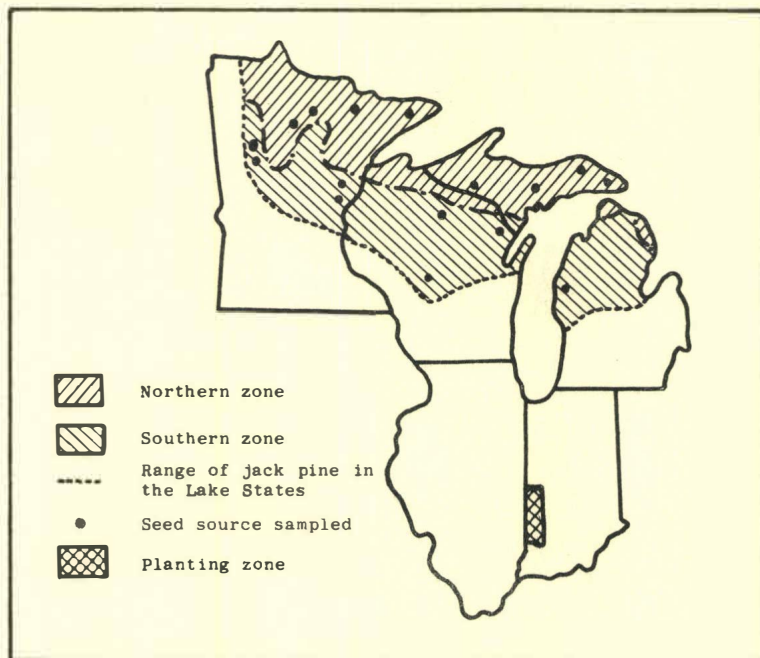 Northern zone
Southern zone
Range of jack pine in
the Lake States
Seed source sampled
Planting zone